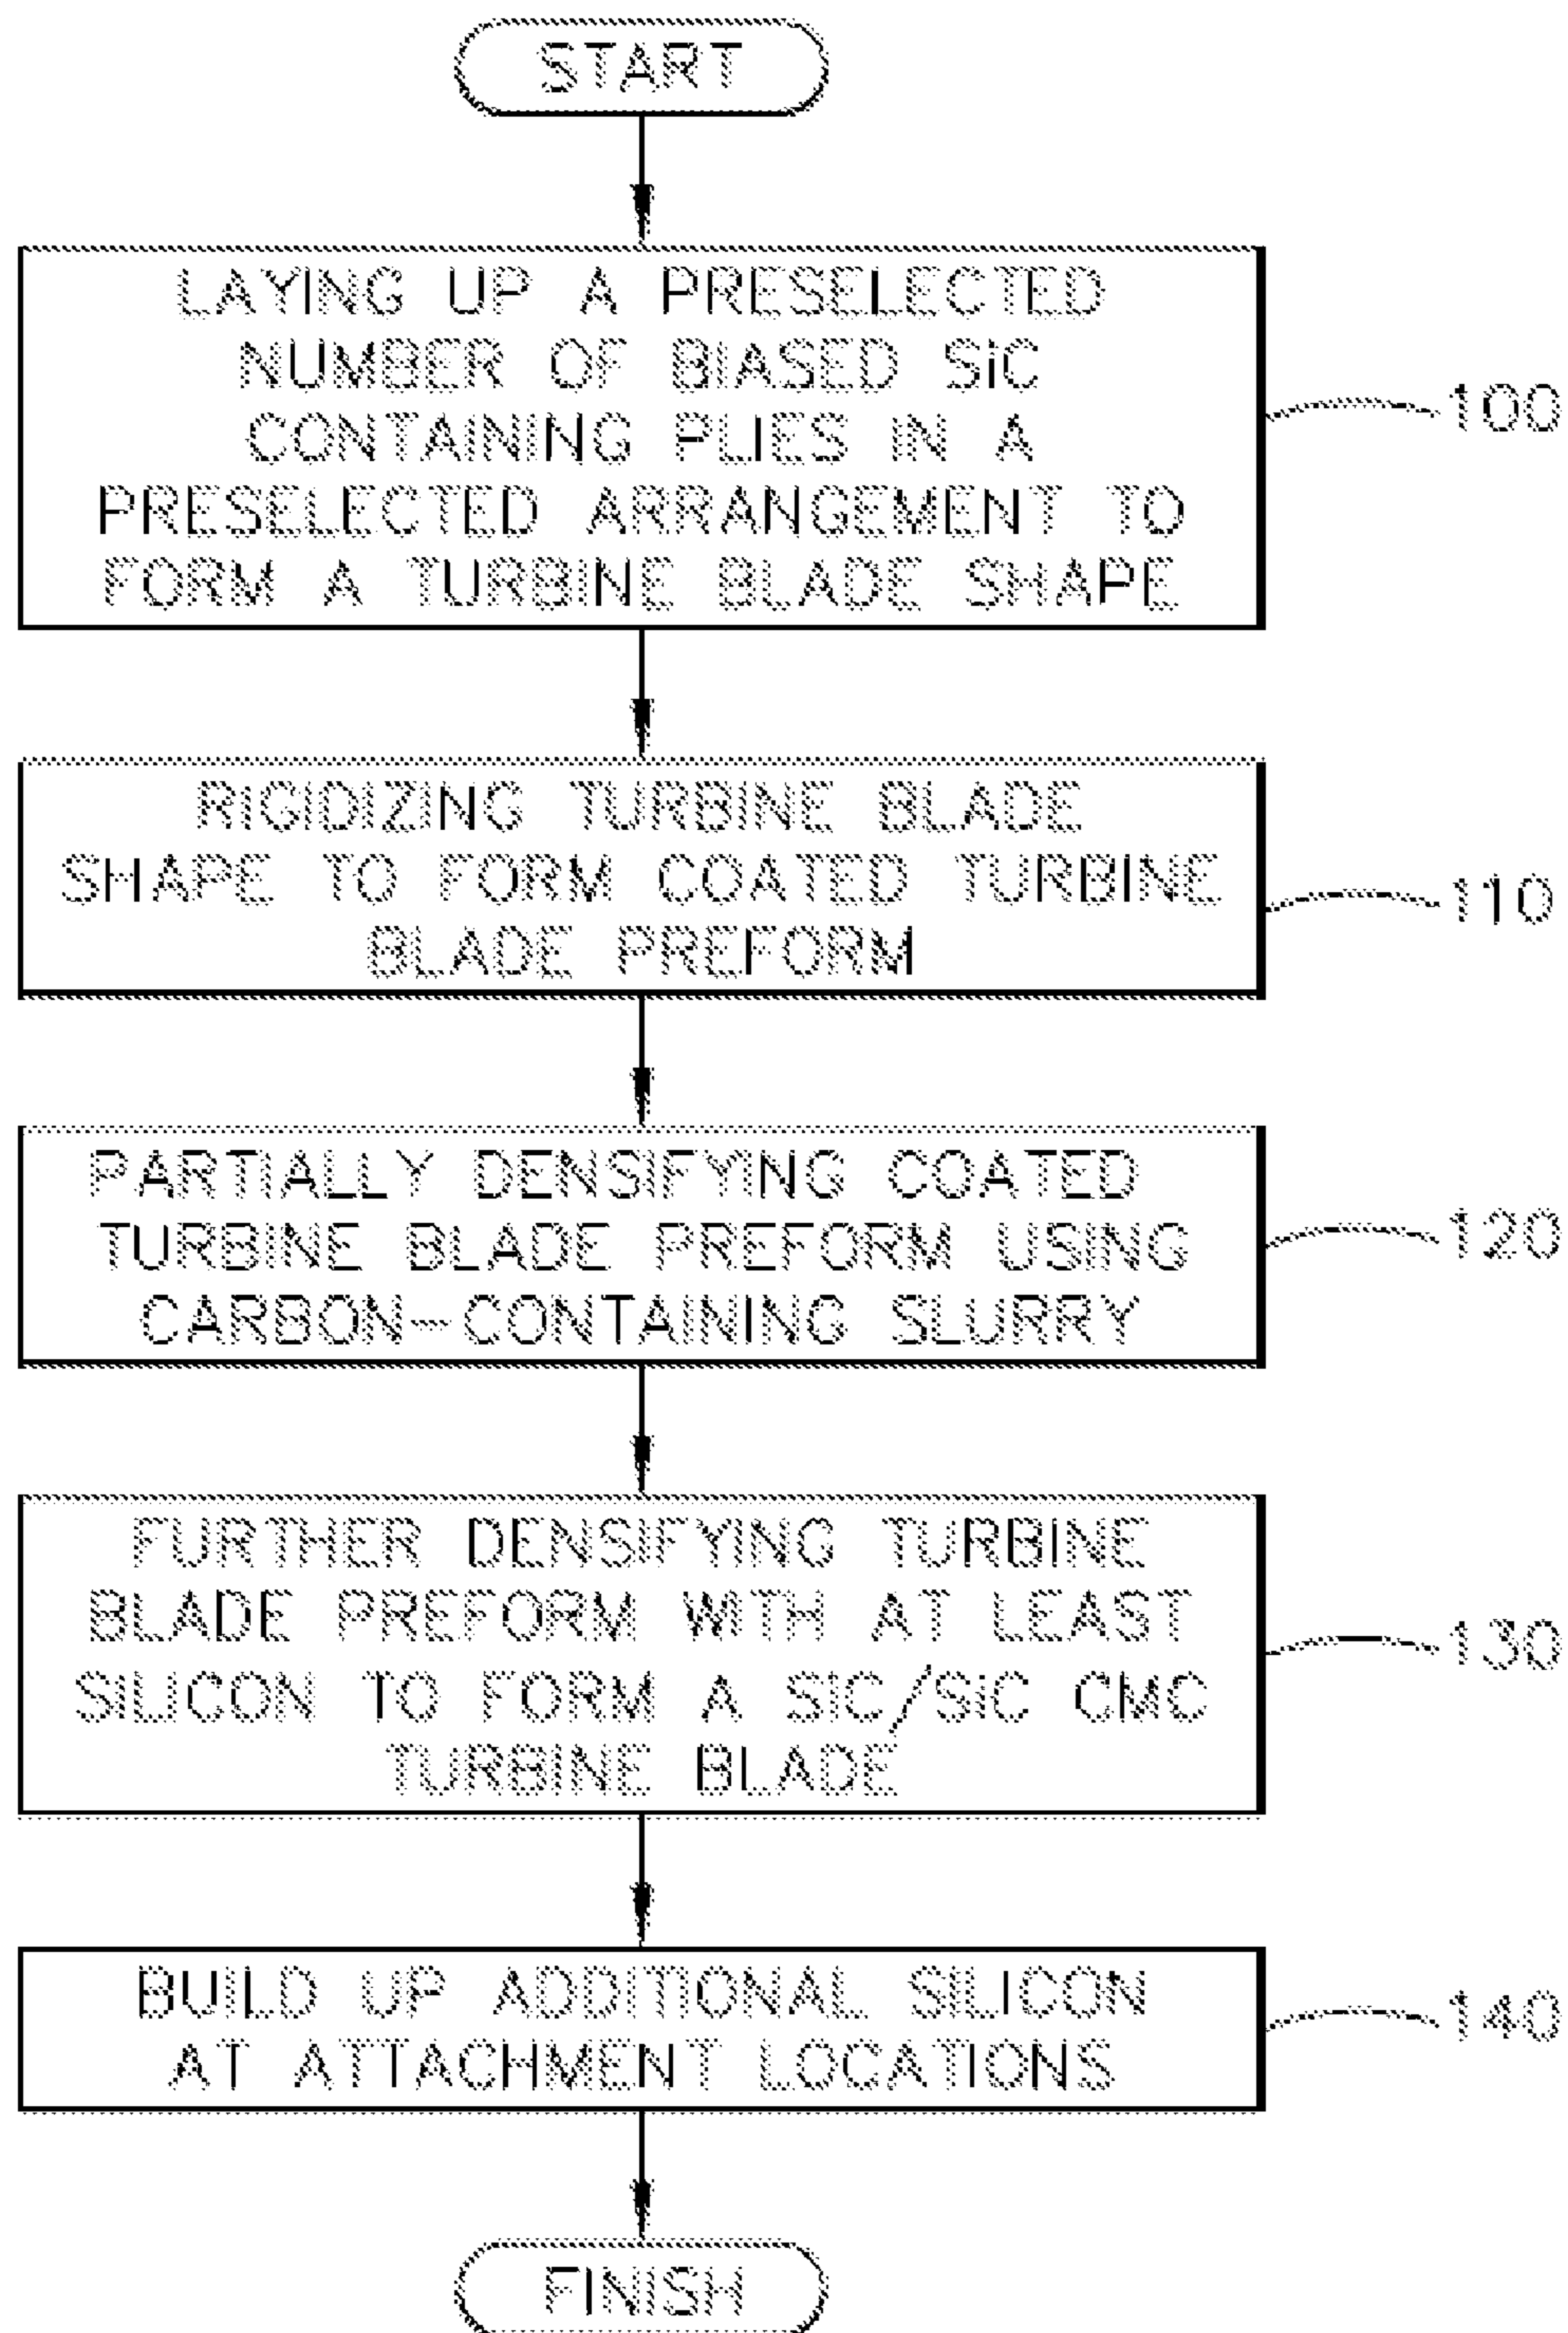 START
LAYING UP A PRESELECTED
NUMBER OF BIASED SiC
CONTAINING PLIES IN A
PRESELECTED ARRANGEMENT TO
FORM A TURBINE BLADE SHAPE
100
RIGIDIZING TURBINE BLADE
SHAPE TO FORM COATED TURBINE
BLADE PREFORM
110
PARTIALLY DENSIFYING COATED
TURBINE BLADE PREFORM USING
CARBON-CONTAINING SLURRY
120
FURTHER DENSIFYING TURBINE
BLADE PREFORM WITH AT LEAST
SILICON TO FORM A SiC/SiC CMC
TURBINE BLADE
130
BUILD UP ADDITIONAL SILICON
AT ATTACHMENT LOCATIONS
140
FINISH